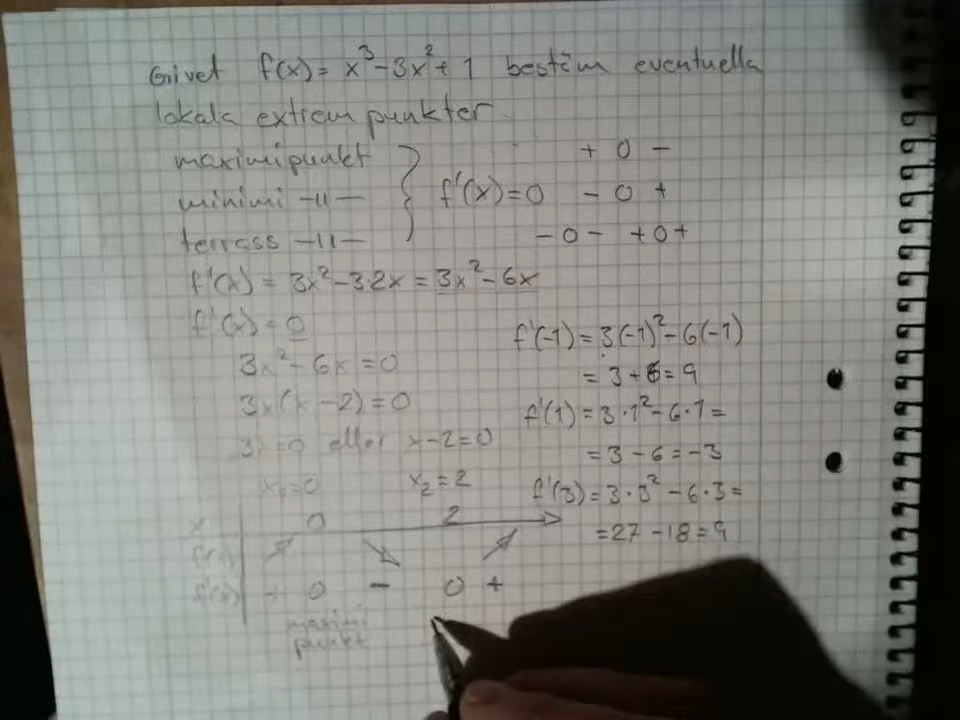 Givet f(x) = x³ - 3x² + 1 bestäm eventuella
lokala extrempunkter.
maximipunkt + 0 -
minimi -11- } f'(x) = 0 - 0 +
terrass -11- - 0 - + 0 +
f'(x) = 3x² - 3·2x = 3x² - 6x
f'(x) = 0
3x² - 6x = 0
3x(x - 2) = 0
3x = 0 eller x - 2 = 0
x₁ = 0 x₂ = 2
f'(-1) = 3(-1)² - 6(-1)
= 3 + 6 = 9
f'(1) = 3·1² - 6·1 =
= 3 - 6 = -3
f'(3) = 3·3² - 6·3 =
= 27 - 18 = 9
x 0 2
f(x) ↗ ↘ ↗
f'(x) + 0 - 0 +
maximi
punkt